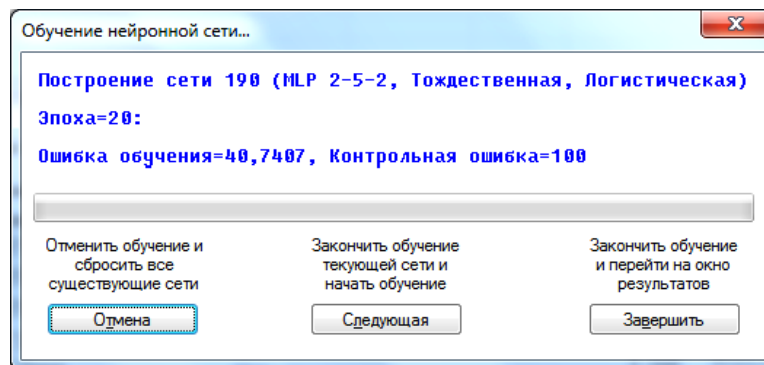 Обучение нейронной сети...
Построение сети 190 (MLP 2-5-2, Тождественная, Логистическая)
Эпоха=20:
Ошибка обучения=40,7407, Контрольная ошибка=100
Отменить обучение и
сбросить все
существующие сети
Отмена
Закончить обучение
текущей сети и
начать обучение
Следующая
Закончить обучение
и перейти на окно
результатов
Завершить